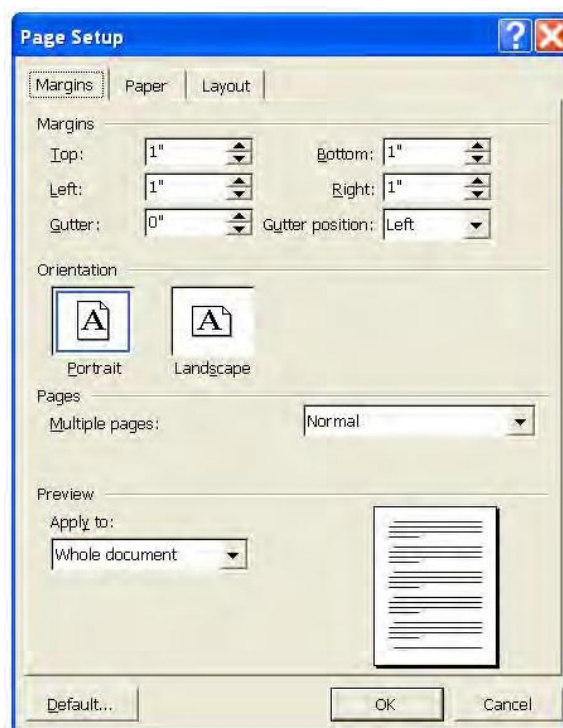 Page Setup ?
Margins Paper Layout
Margins
Top: 1" Bottom: 1"
Left: 1" Right: 1"
Gutter: 0" Gutter position: Left
Orientation
A A
Portrait Landscape
Pages
Multiple pages: Normal
Preview
Apply to:
Whole document
Default... OK Cancel